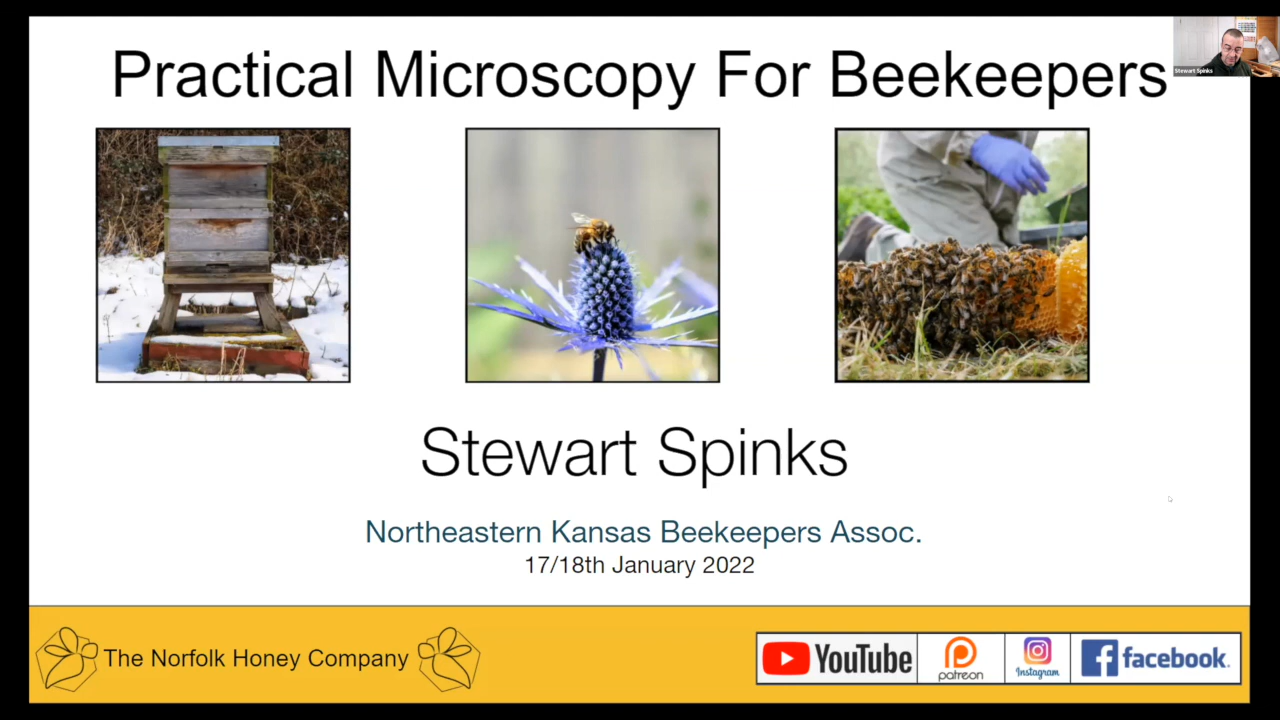 Practical Microscopy For Beekeepers
Stewart Spinks
Stewart Spinks
Northeastern Kansas Beekeepers Assoc.
17/18th January 2022
The Norfolk Honey Company
YouTube
patreon
Instagram
facebook.